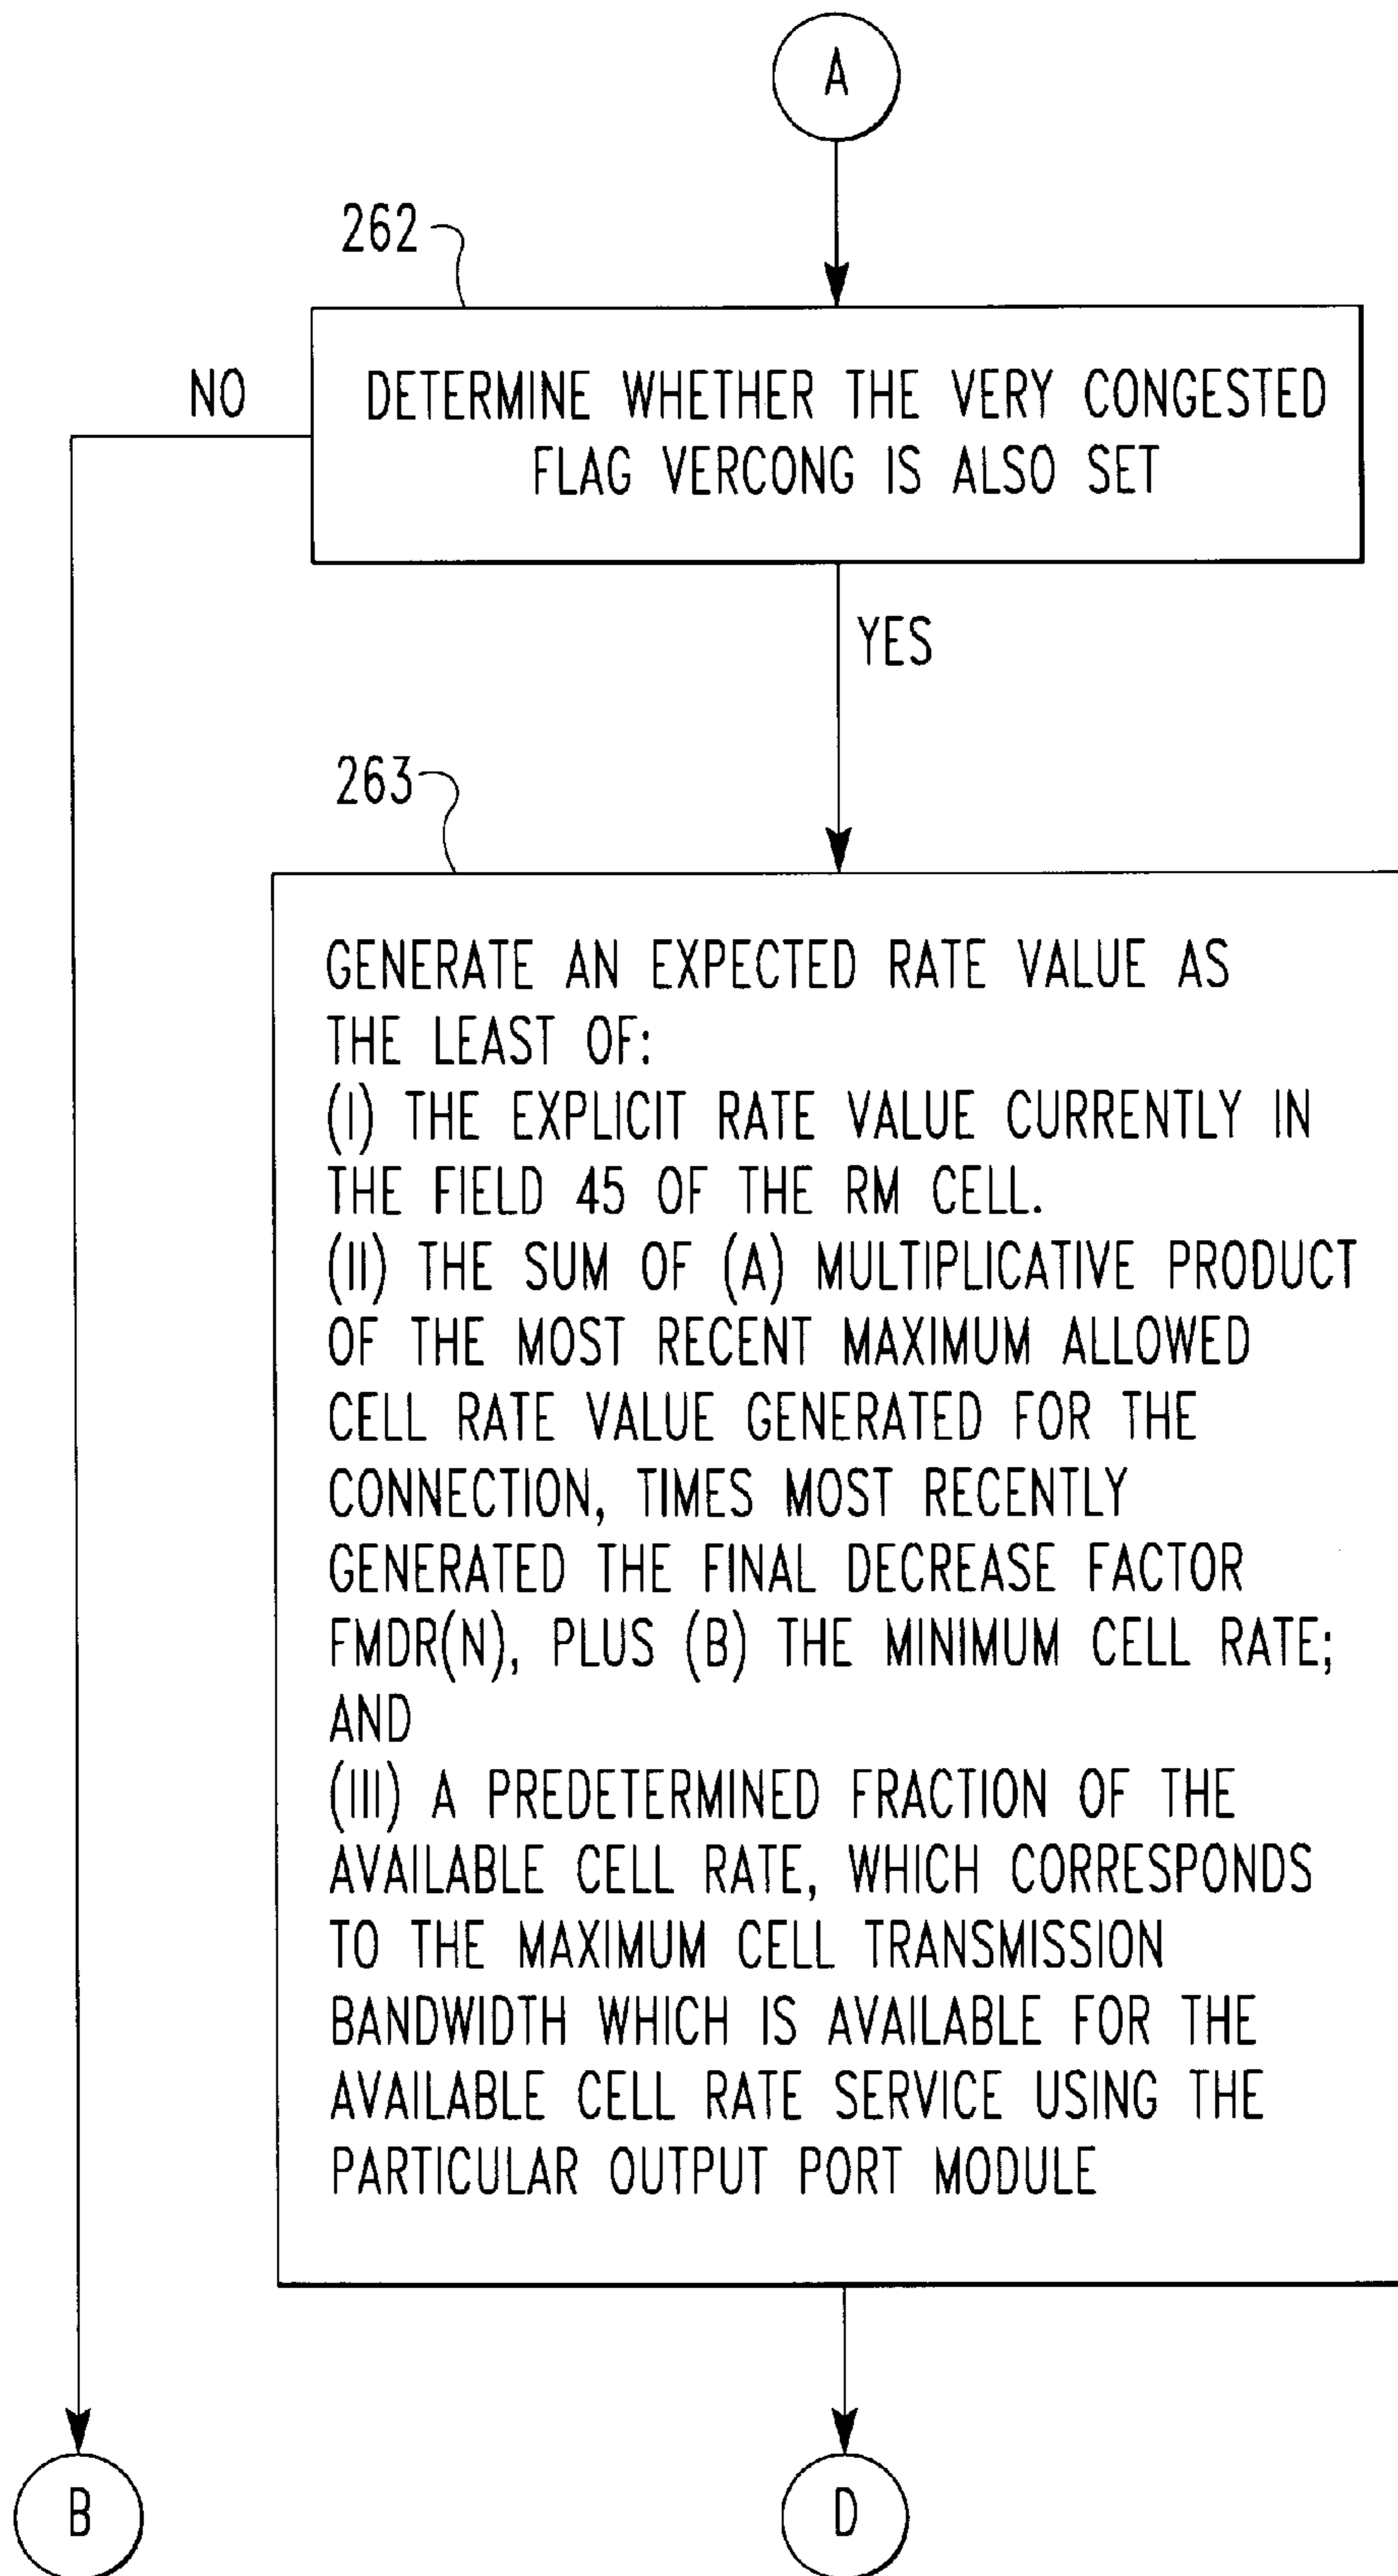 A
262
NO
DETERMINE WHETHER THE VERY CONGESTED
FLAG VERCONG IS ALSO SET
YES
263
GENERATE AN EXPECTED RATE VALUE AS
THE LEAST OF:
(I) THE EXPLICIT RATE VALUE CURRENTLY IN
THE FIELD 45 OF THE RM CELL.
(II) THE SUM OF (A) MULTIPLICATIVE PRODUCT
OF THE MOST RECENT MAXIMUM ALLOWED
CELL RATE VALUE GENERATED FOR THE
CONNECTION, TIMES MOST RECENTLY
GENERATED THE FINAL DECREASE FACTOR
FMDR(N), PLUS (B) THE MINIMUM CELL RATE;
AND
(III) A PREDETERMINED FRACTION OF THE
AVAILABLE CELL RATE, WHICH CORRESPONDS
TO THE MAXIMUM CELL TRANSMISSION
BANDWIDTH WHICH IS AVAILABLE FOR THE
AVAILABLE CELL RATE SERVICE USING THE
PARTICULAR OUTPUT PORT MODULE
B
D